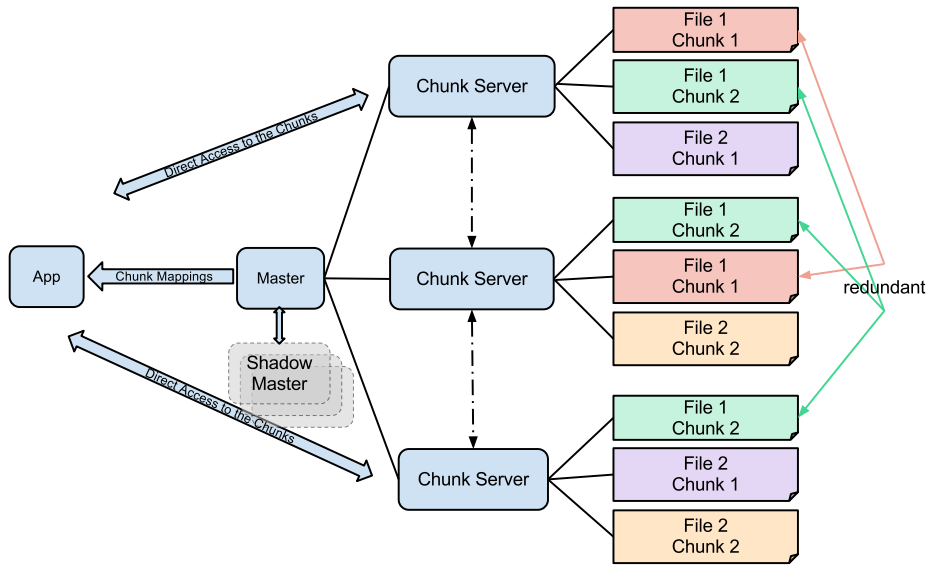 File 1
Chunk 1
File 1
Chunk 2
File 2
Chunk 1
Chunk Server
Direct Access to the Chunks
File 1
Chunk 2
File 1
Chunk 1
File 2
Chunk 2
redundant
App
Chunk Mappings
Master
Chunk Server
Shadow
Master
Direct Access to the Chunks
Chunk Server
File 1
Chunk 2
File 2
Chunk 1
File 2
Chunk 2